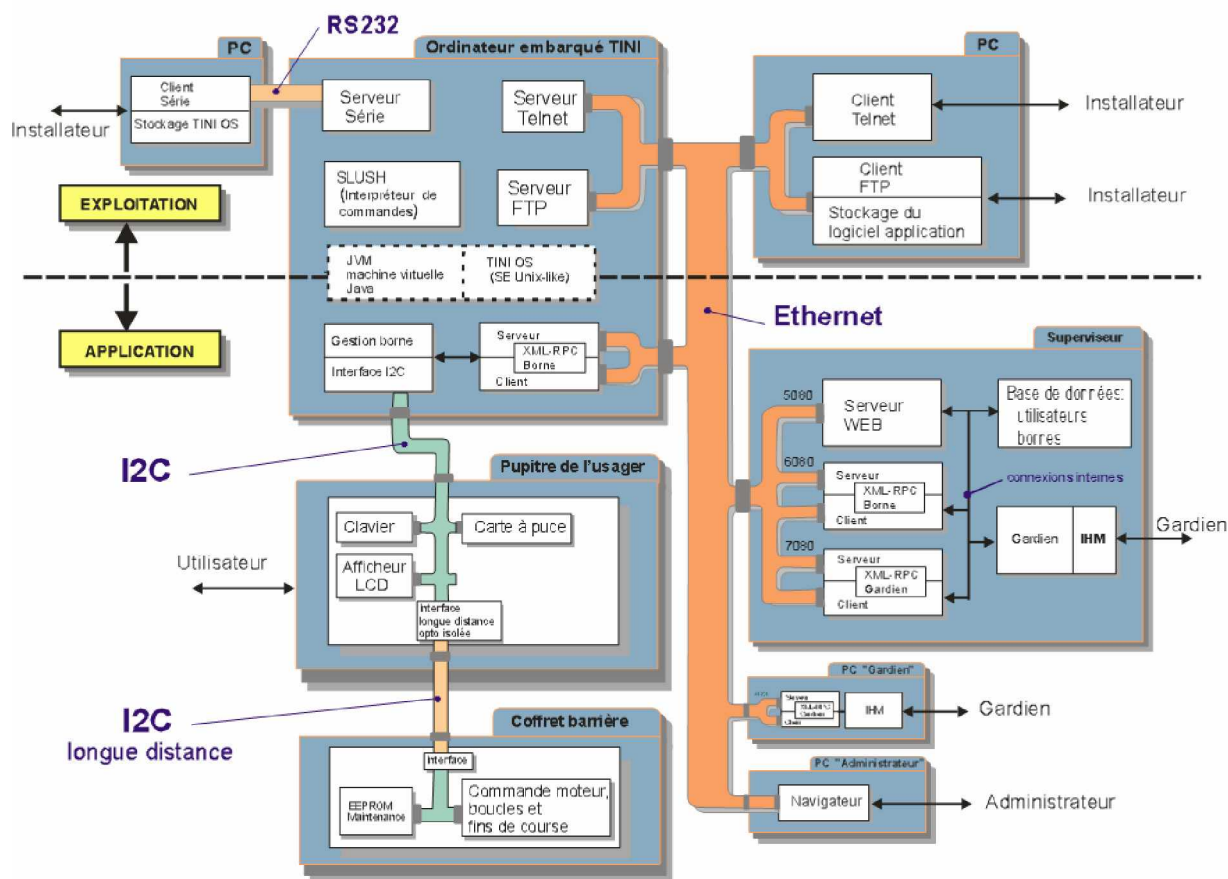 RS232
PC
Client
Série
Stockage TINI OS
Installateur
Ordinateur embarqué TINI
Serveur
Série
Serveur
Telnet
SLUSH
(Interpréteur de
commandes)
Serveur
FTP
JVM
machine virtuelle
Java
TINI OS
(SE Unix-like)
PC
Client
Telnet
Installateur
Client
FTP
Stockage du
logiciel application
Installateur
EXPLOITATION
APPLICATION
Gestion borne
Interface I2C
Serveur
XML-RPC
Borne
Client
Ethernet
Superviseur
5080
Serveur
WEB
Base de données:
utilisateurs
bornes
6080
Serveur
XML-RPC
Borne
Client
connexions internes
7080
Serveur
XML-RPC
Gardien
Client
Gardien
IHM
Gardien
I2C
Pupitre de l'usager
Clavier
Carte à puce
Afficheur
LCD
Utilisateur
Interface
longue distance
opto isolée
I2C
longue distance
Coffret barrière
Interface
EEPROM
Maintenance
Commande moteur,
boucles et
fins de course
PC "Gardien"
Serveur
XML-RPC
Gardien
Client
IHM
Gardien
PC "Administrateur"
Navigateur
Administrateur